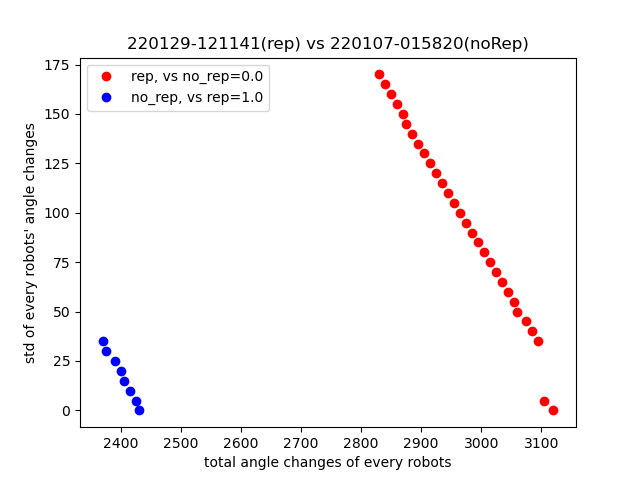 220129-121141(rep) vs 220107-015820(noRep)
rep, vs no_rep=0.0
no_rep, vs rep=1.0
std of every robots' angle changes
175
150
125
100
75
50
25
0
2400 2500 2600 2700 2800 2900 3000 3100
total angle changes of every robots